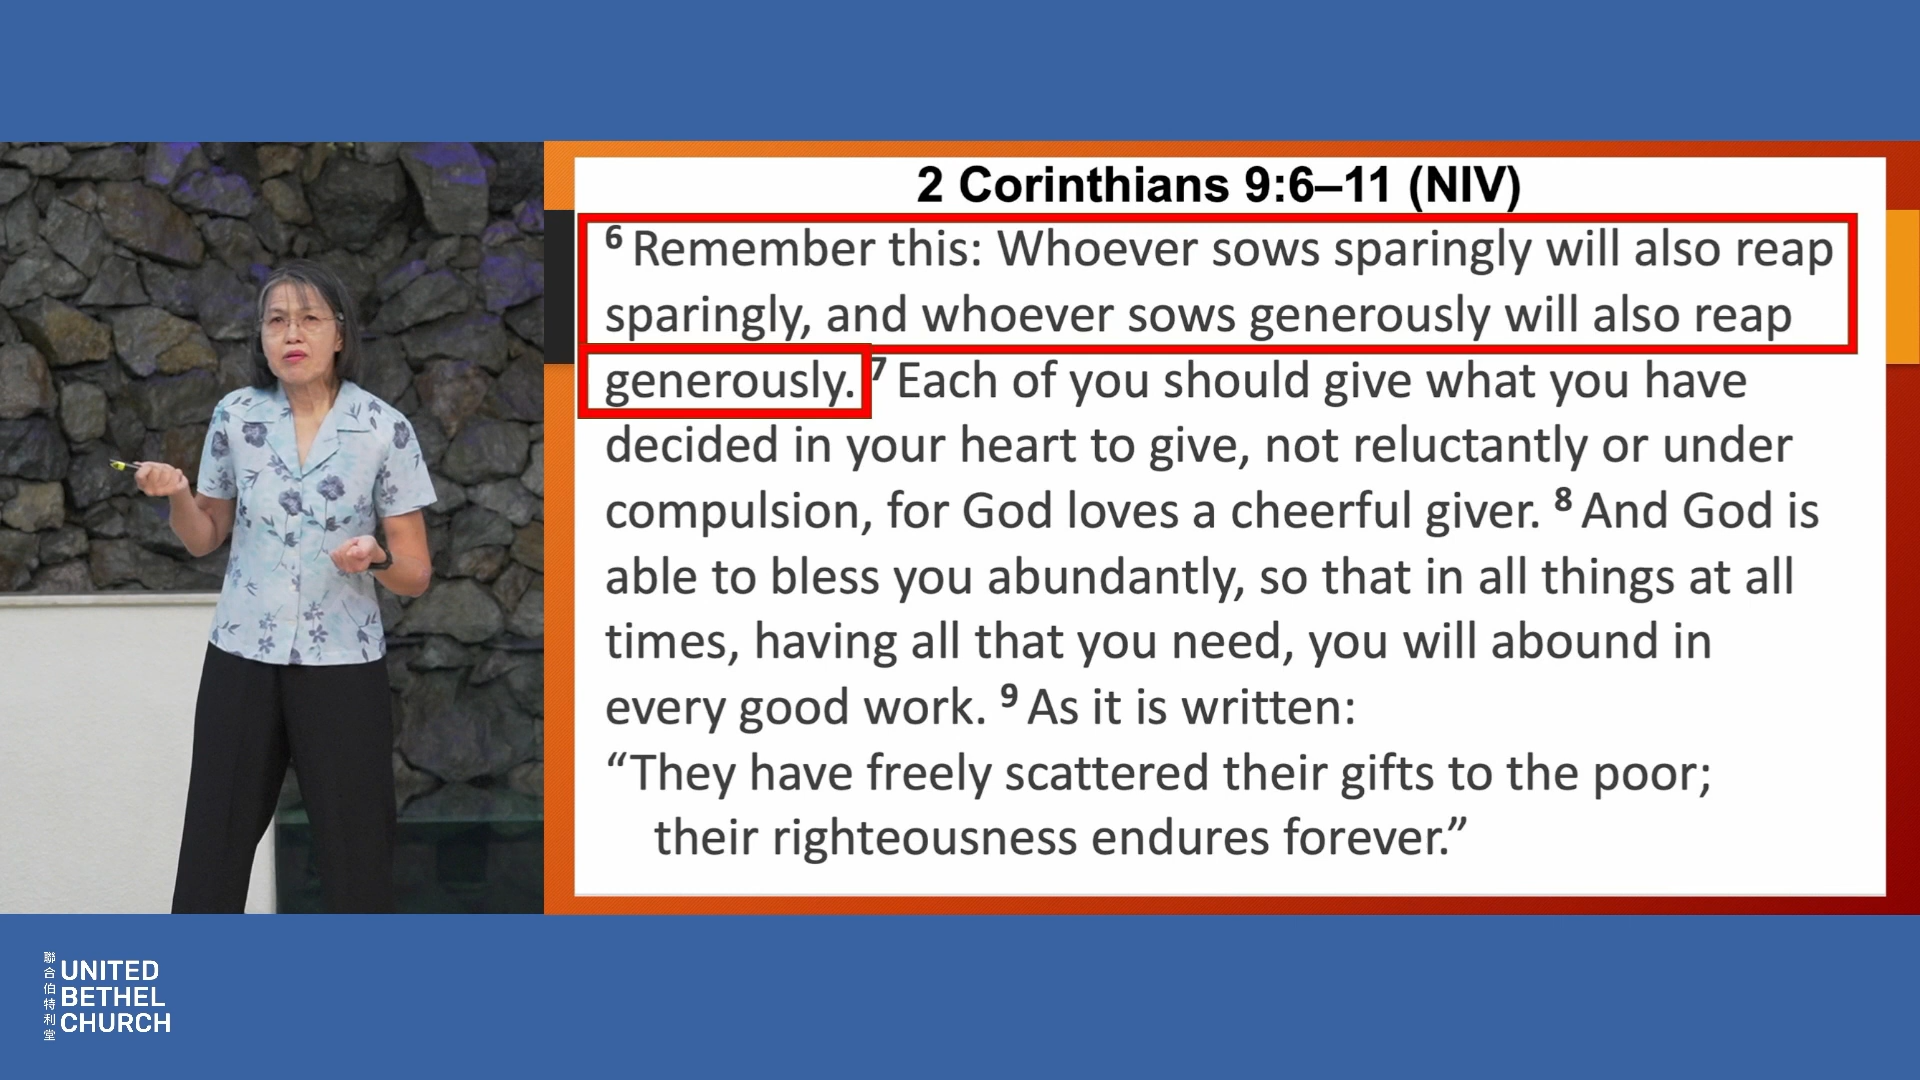 2 Corinthians 9:6–11 (NIV)
6 Remember this: Whoever sows sparingly will also reap
sparingly, and whoever sows generously will also reap
generously. 7 Each of you should give what you have
decided in your heart to give, not reluctantly or under
compulsion, for God loves a cheerful giver. 8 And God is
able to bless you abundantly, so that in all things at all
times, having all that you need, you will abound in
every good work. 9 As it is written:
“They have freely scattered their gifts to the poor;
their righteousness endures forever.”
聯合伯特利堂
UNITED
BETHEL
CHURCH